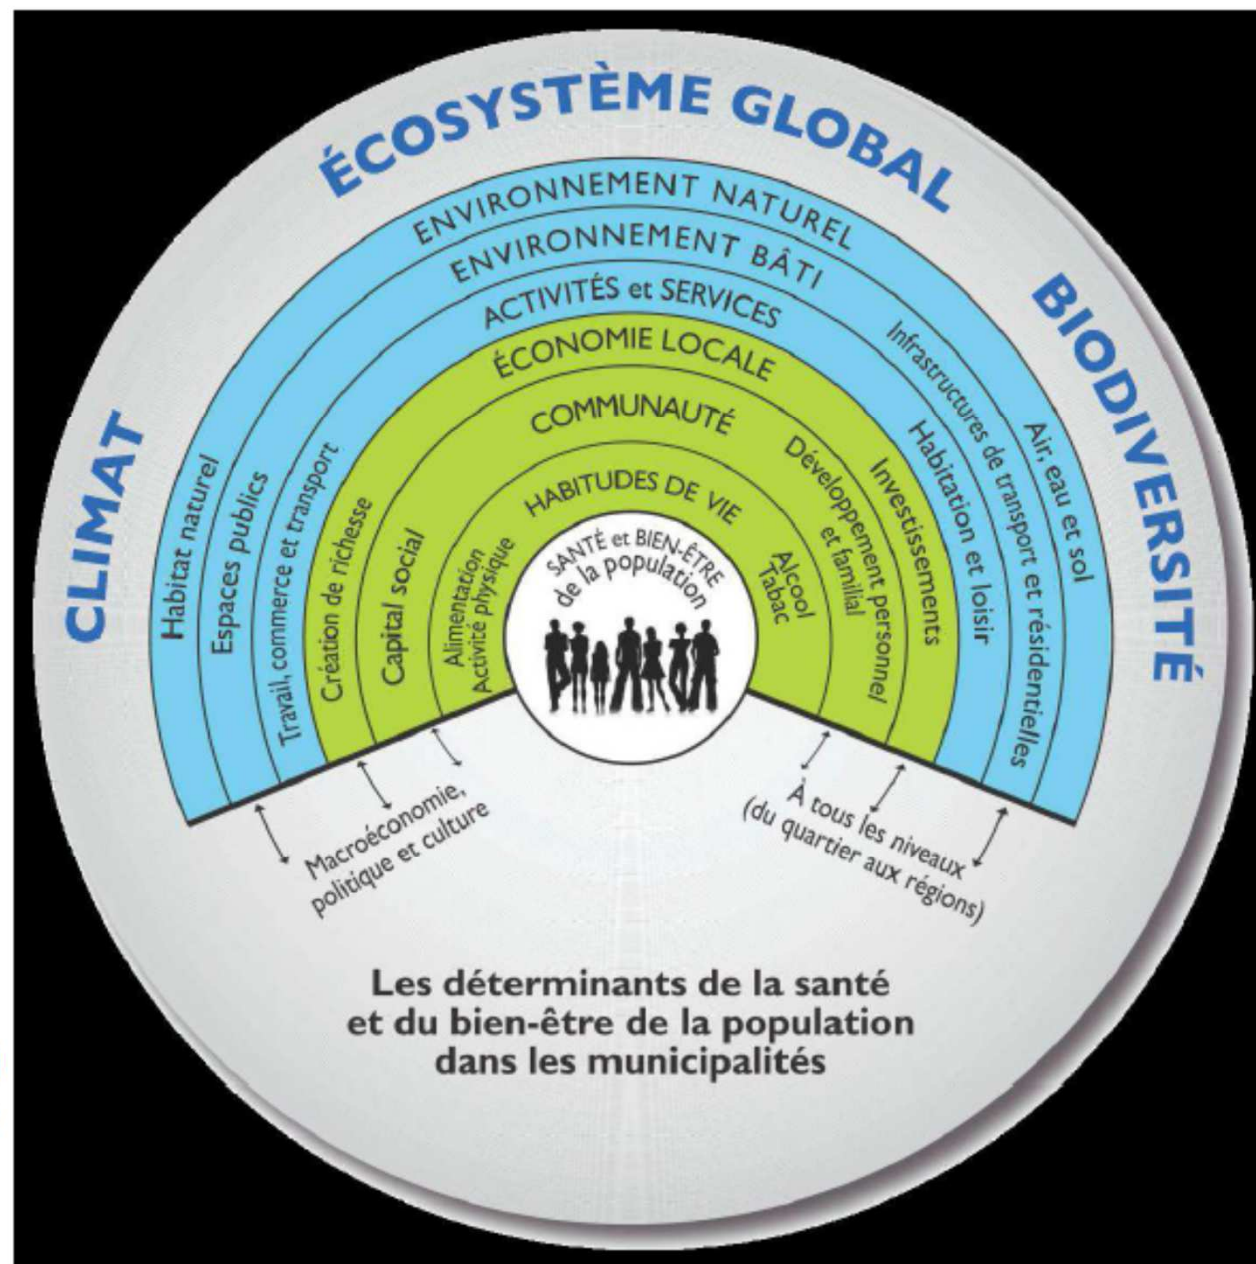 ÉCOSYSTÈME GLOBAL
CLIMAT
BIODIVERSITÉ
ENVIRONNEMENT NATUREL
Habitat naturel
Air, eau et sol
ENVIRONNEMENT BÂTI
Espaces publics
Infrastructures de transport et résidentielles
ACTIVITÉS et SERVICES
Travail, commerce et transport
Habitation et loisir
ÉCONOMIE LOCALE
Création de richesse
Investissements
COMMUNAUTÉ
Capital social
Développement personnel
et familial
HABITUDES DE VIE
Alimentation
Activité physique
Alcool
Tabac
SANTÉ et BIEN-ÊTRE
de la population
Macroéconomie,
politique et culture
À tous les niveaux
(du quartier aux régions)
Les déterminants de la santé
et du bien-être de la population
dans les municipalités